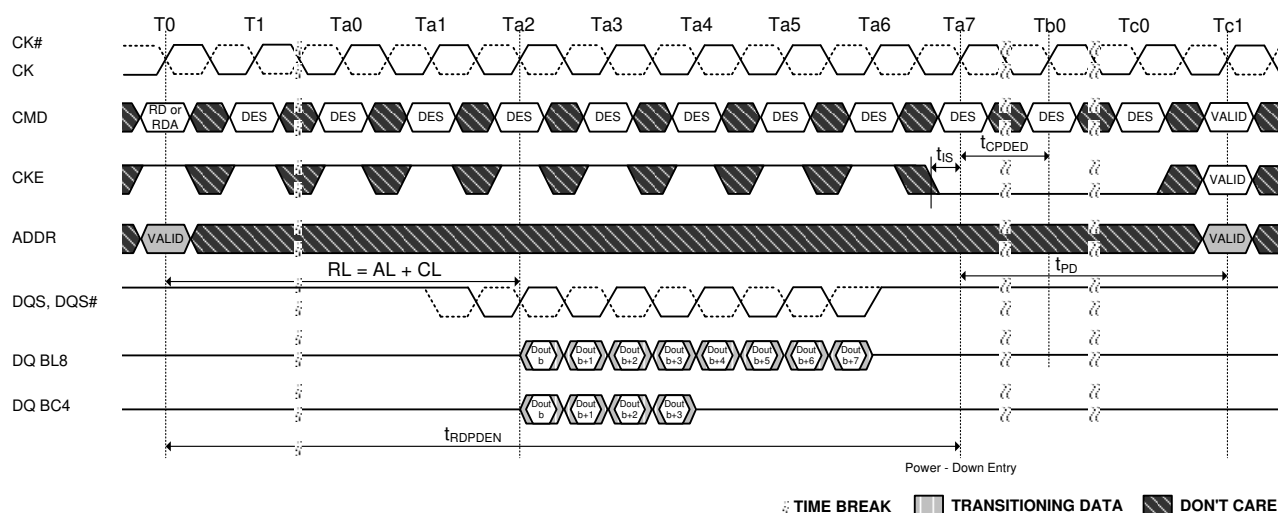 T0 T1 Ta0 Ta1 Ta2 Ta3 Ta4 Ta5 Ta6 Ta7 Tb0 Tc0 Tc1
CK#
CK
CMD RD or RDA DES DES DES DES DES DES DES DES DES DES DES VALID
tIS tCPDED
CKE VALID
ADDR VALID VALID
RL = AL + CL tPD
DQS, DQS#
DQ BL8 Dout b Dout b+1 Dout b+2 Dout b+3 Dout b+4 Dout b+5 Dout b+6 Dout b+7
DQ BC4 Dout b Dout b+1 Dout b+2 Dout b+3
tRDPDEN
Power - Down Entry
TIME BREAK TRANSITIONING DATA DON'T CARE